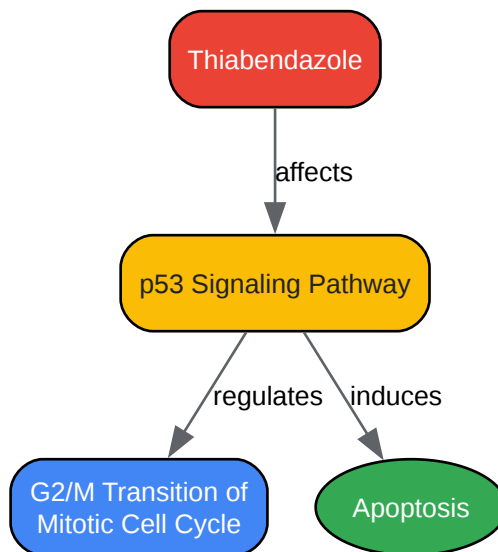 Thiabendazole
affects
p53 Signaling Pathway
regulates
induces
G2/M Transition of
Mitotic Cell Cycle
Apoptosis